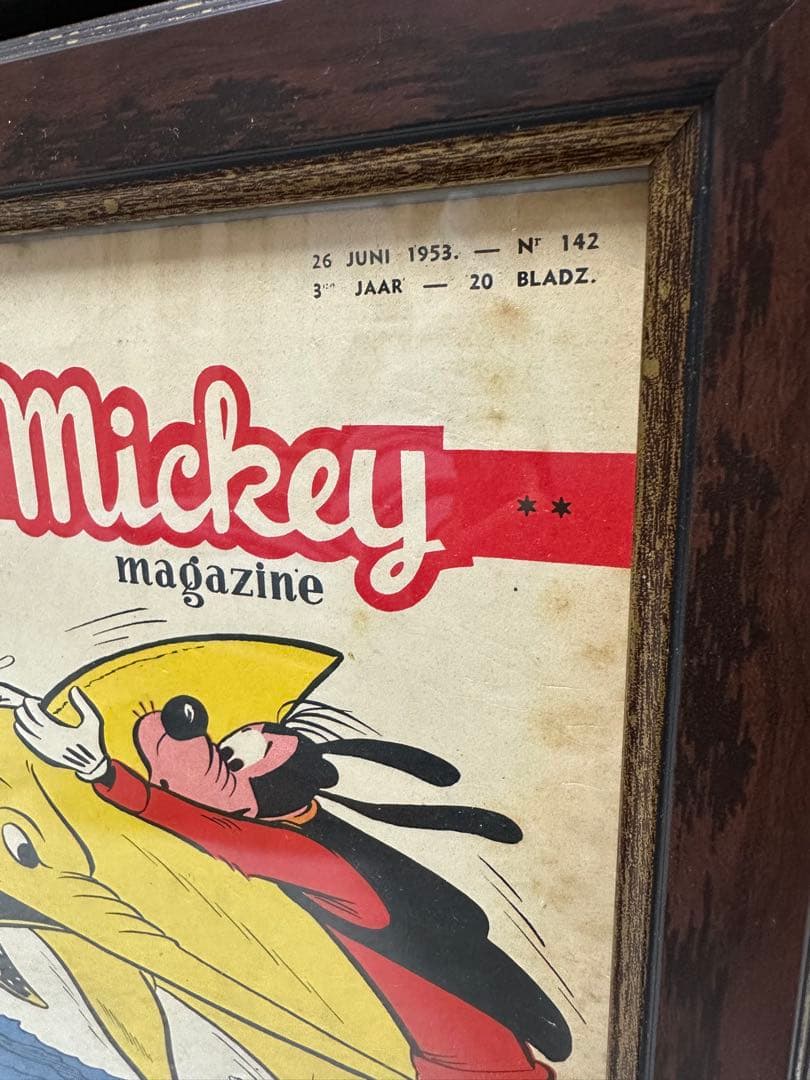 26 JUNI 1953. — Nr 142
3de JAAR — 20 BLADZ.
Mickey
magazine